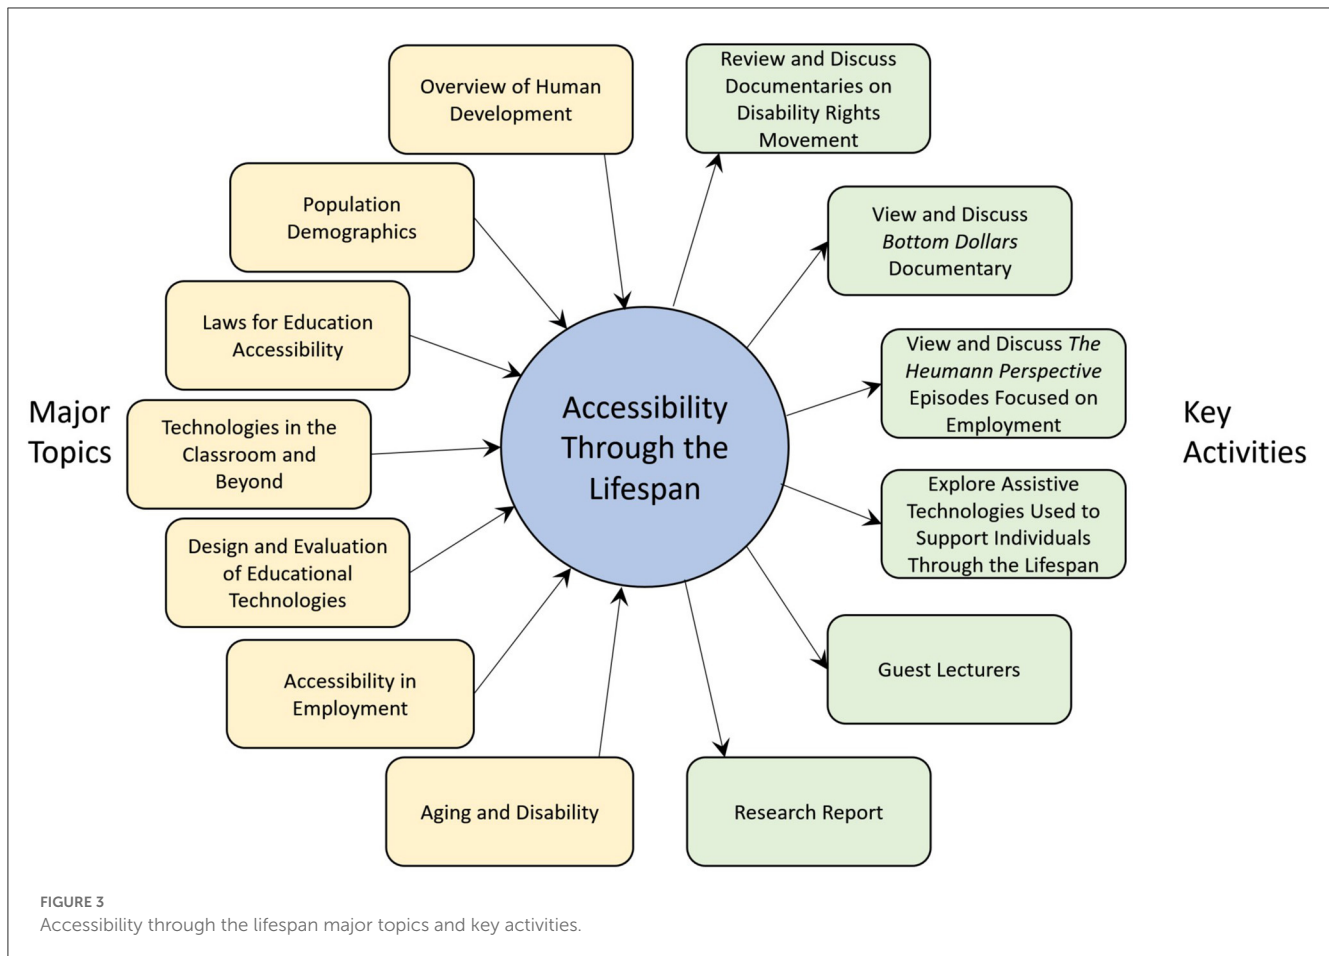 Major
Topics
Overview of Human
Development
Population
Demographics
Laws for Education
Accessibility
Technologies in the
Classroom and
Beyond
Design and Evaluation
of Educational
Technologies
Accessibility in
Employment
Aging and Disability
Accessibility
Through the
Lifespan
Review and Discuss
Documentaries on
Disability Rights
Movement
View and Discuss
Bottom Dollars
Documentary
View and Discuss The
Heumann Perspective
Episodes Focused on
Employment
Explore Assistive
Technologies Used to
Support Individuals
Through the Lifespan
Guest Lecturers
Research Report
Key
Activities
FIGURE 3
Accessibility through the lifespan major topics and key activities.